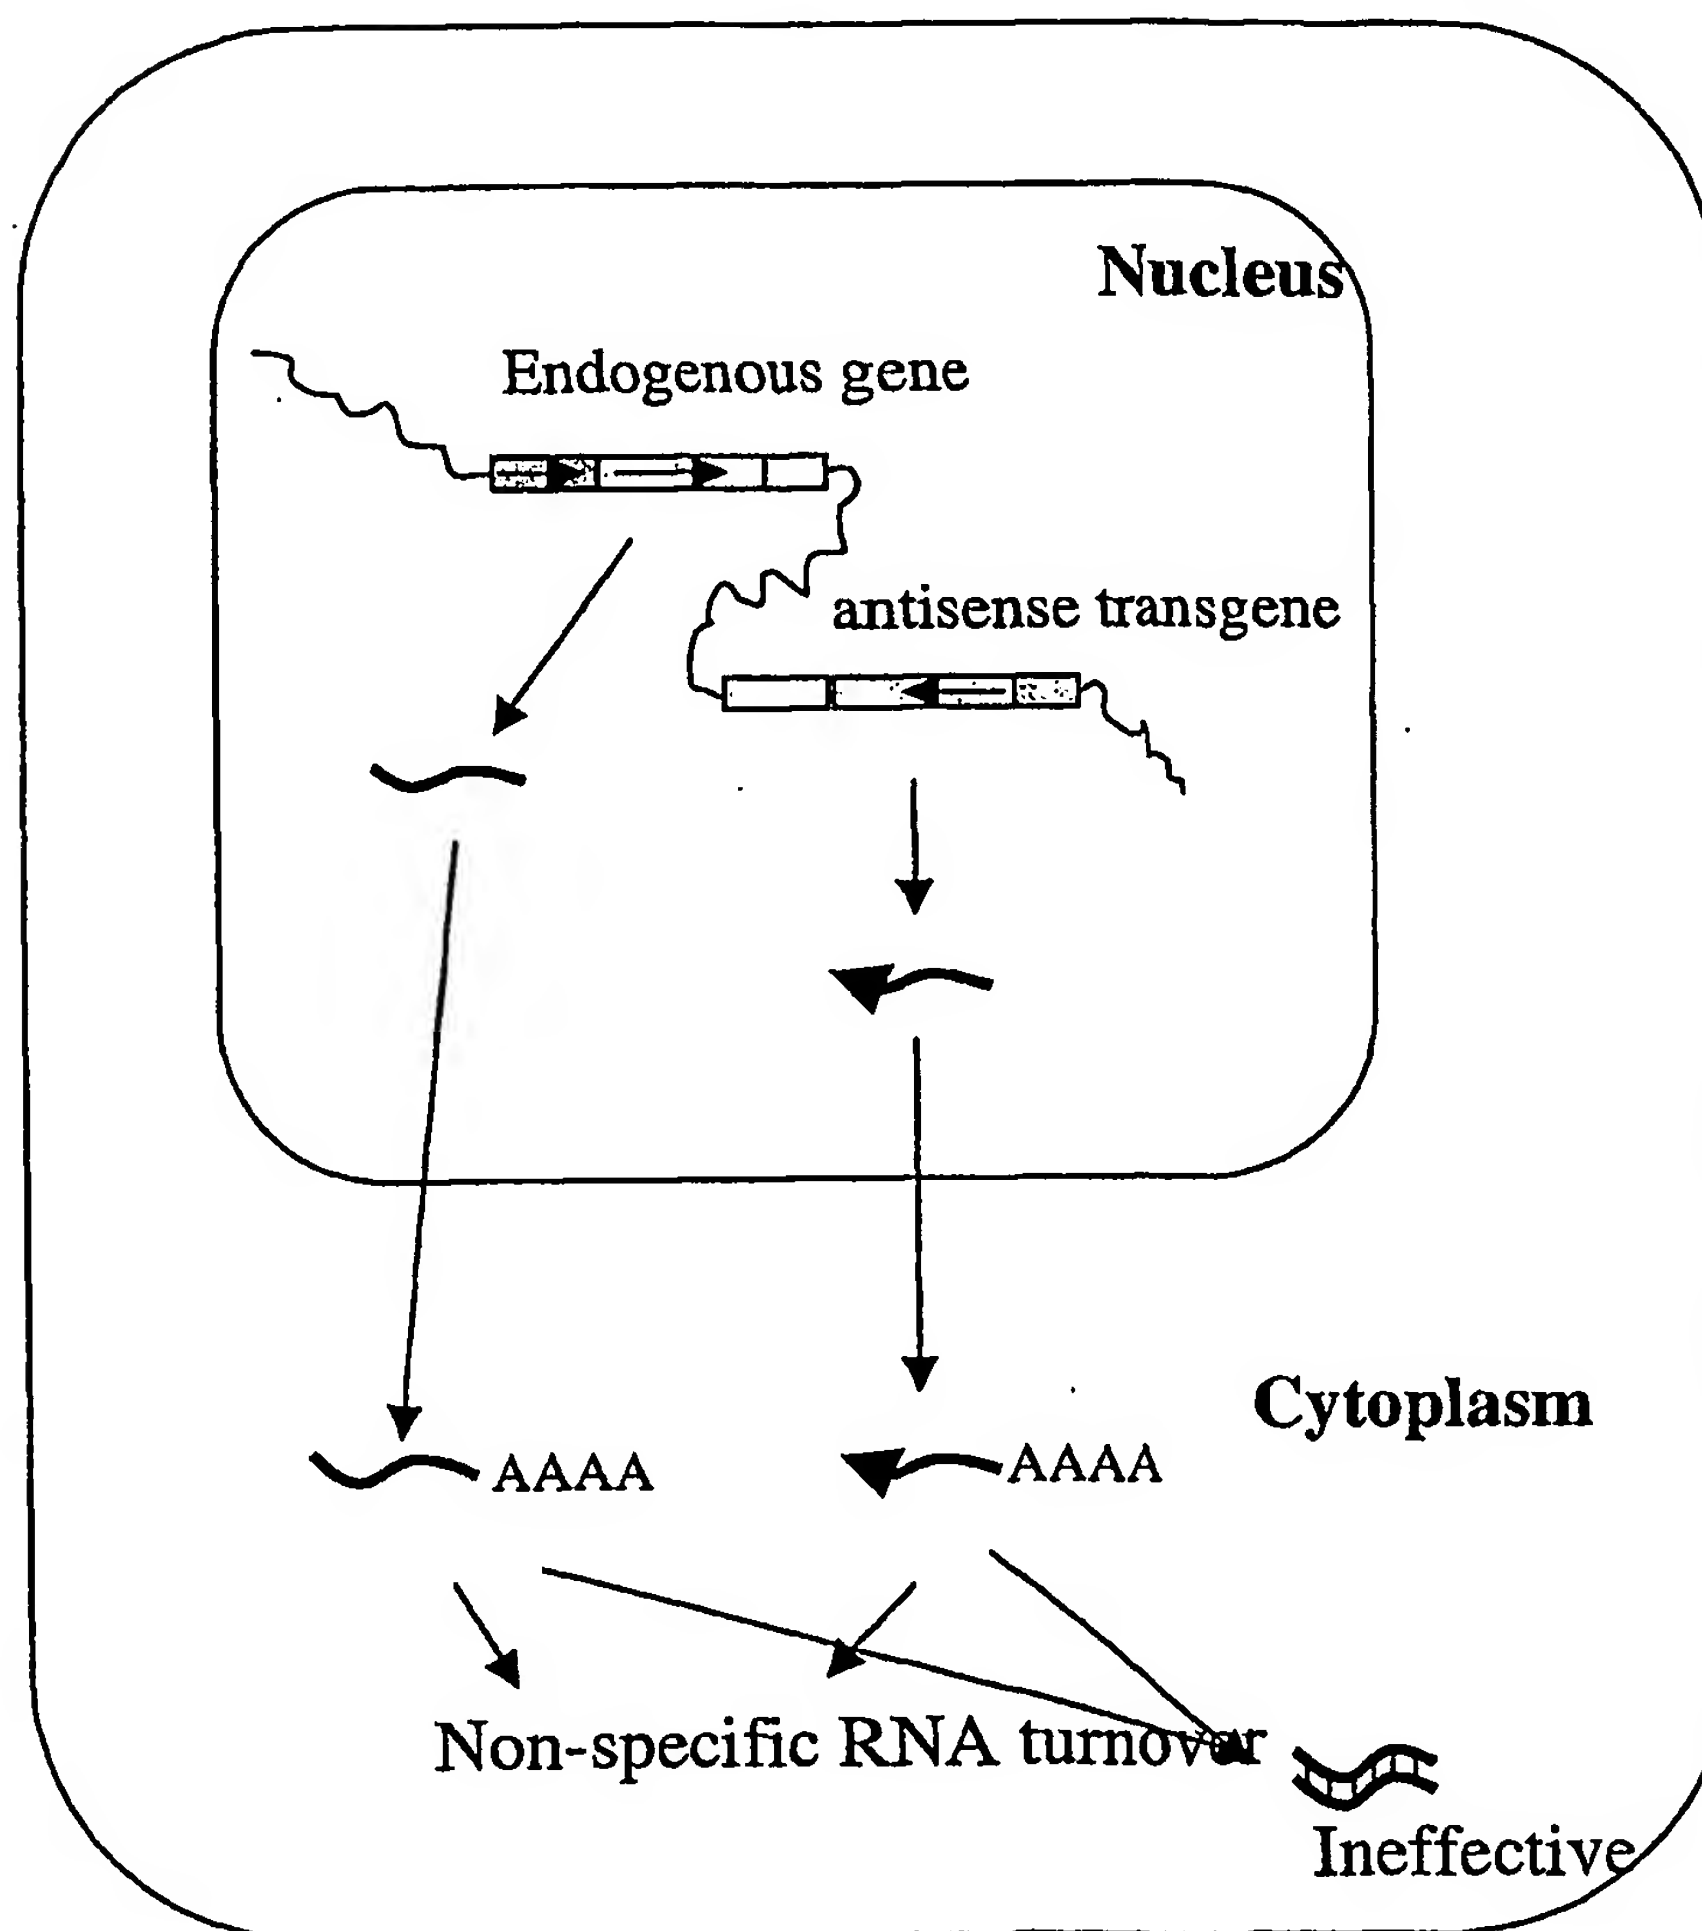 Nucleus
Endogenous gene
antisense transgene
Cytoplasm
AAAA
AAAA
Non-specific RNA turnover
Ineffective